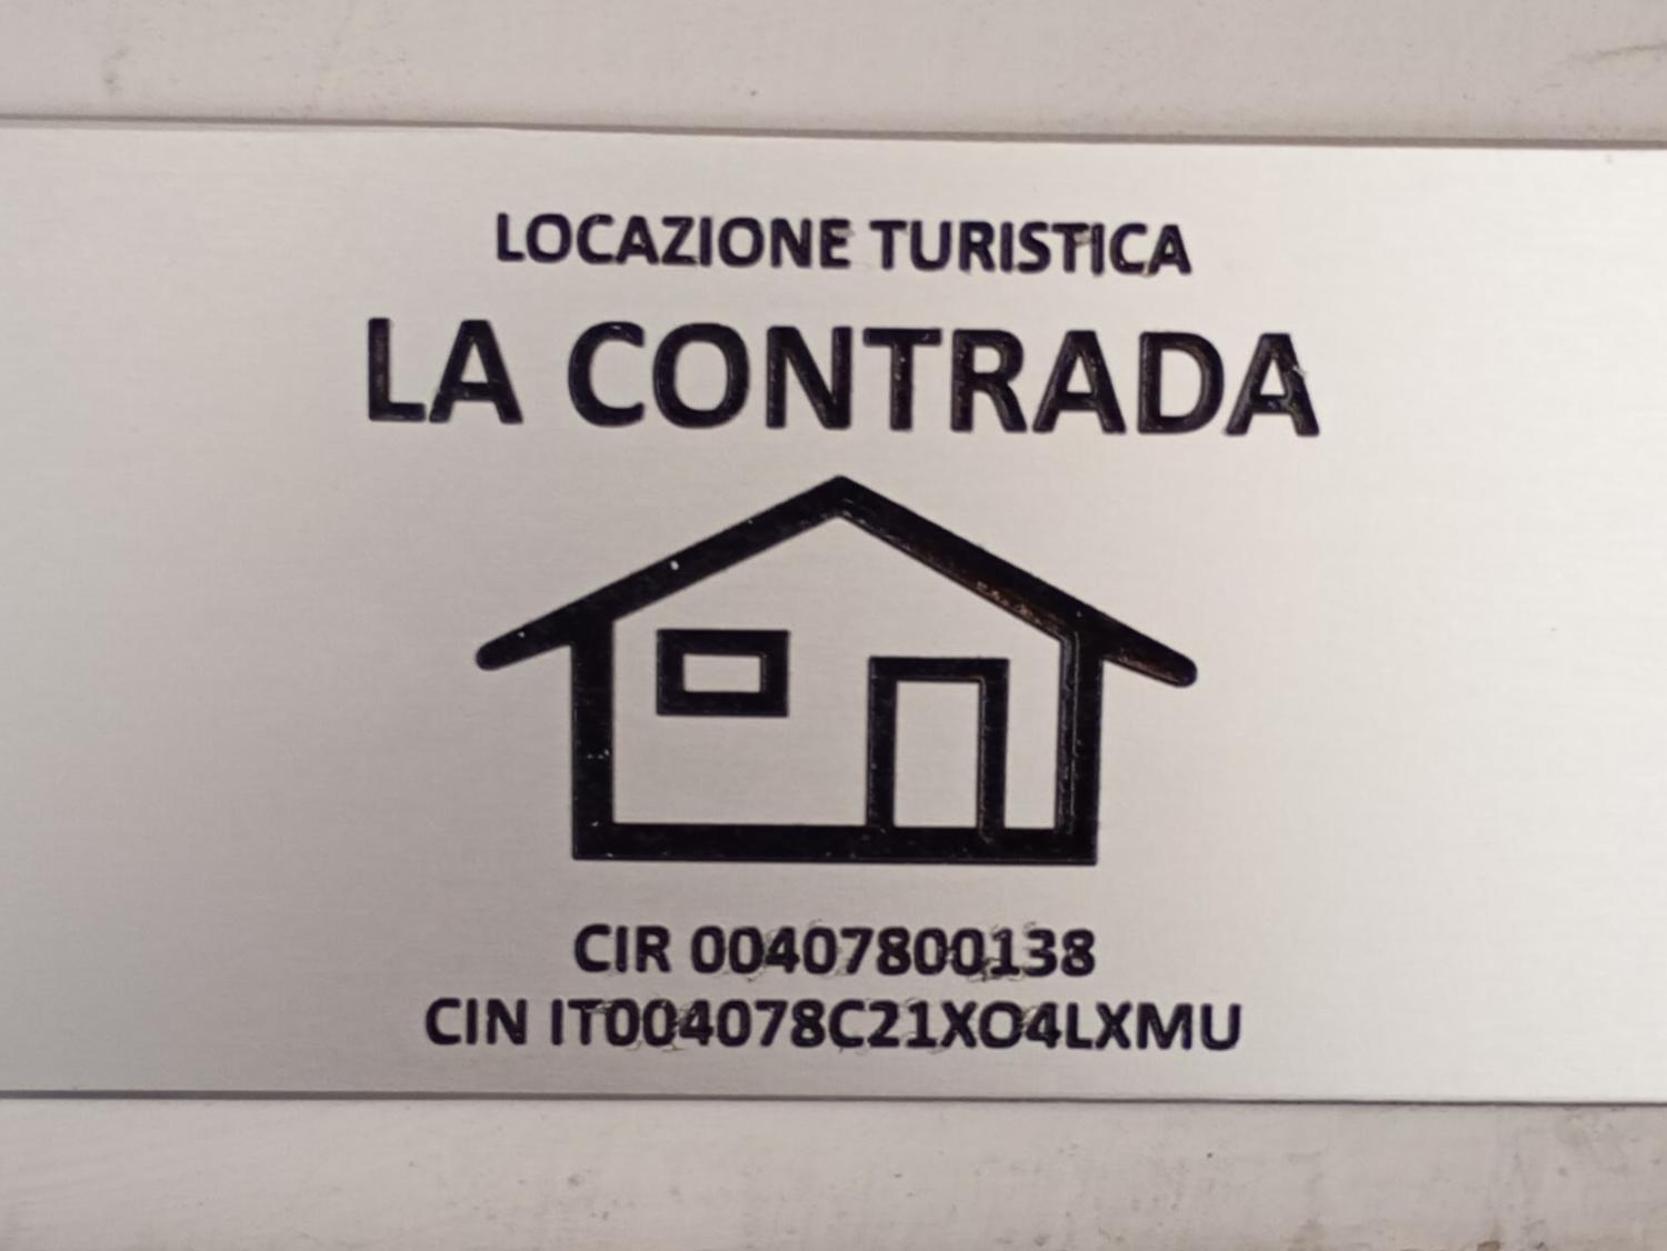 LOCAZIONE TURISTICA
LA CONTRADA
CIR 00407800138
CIN IT004078C21XO4LXMU